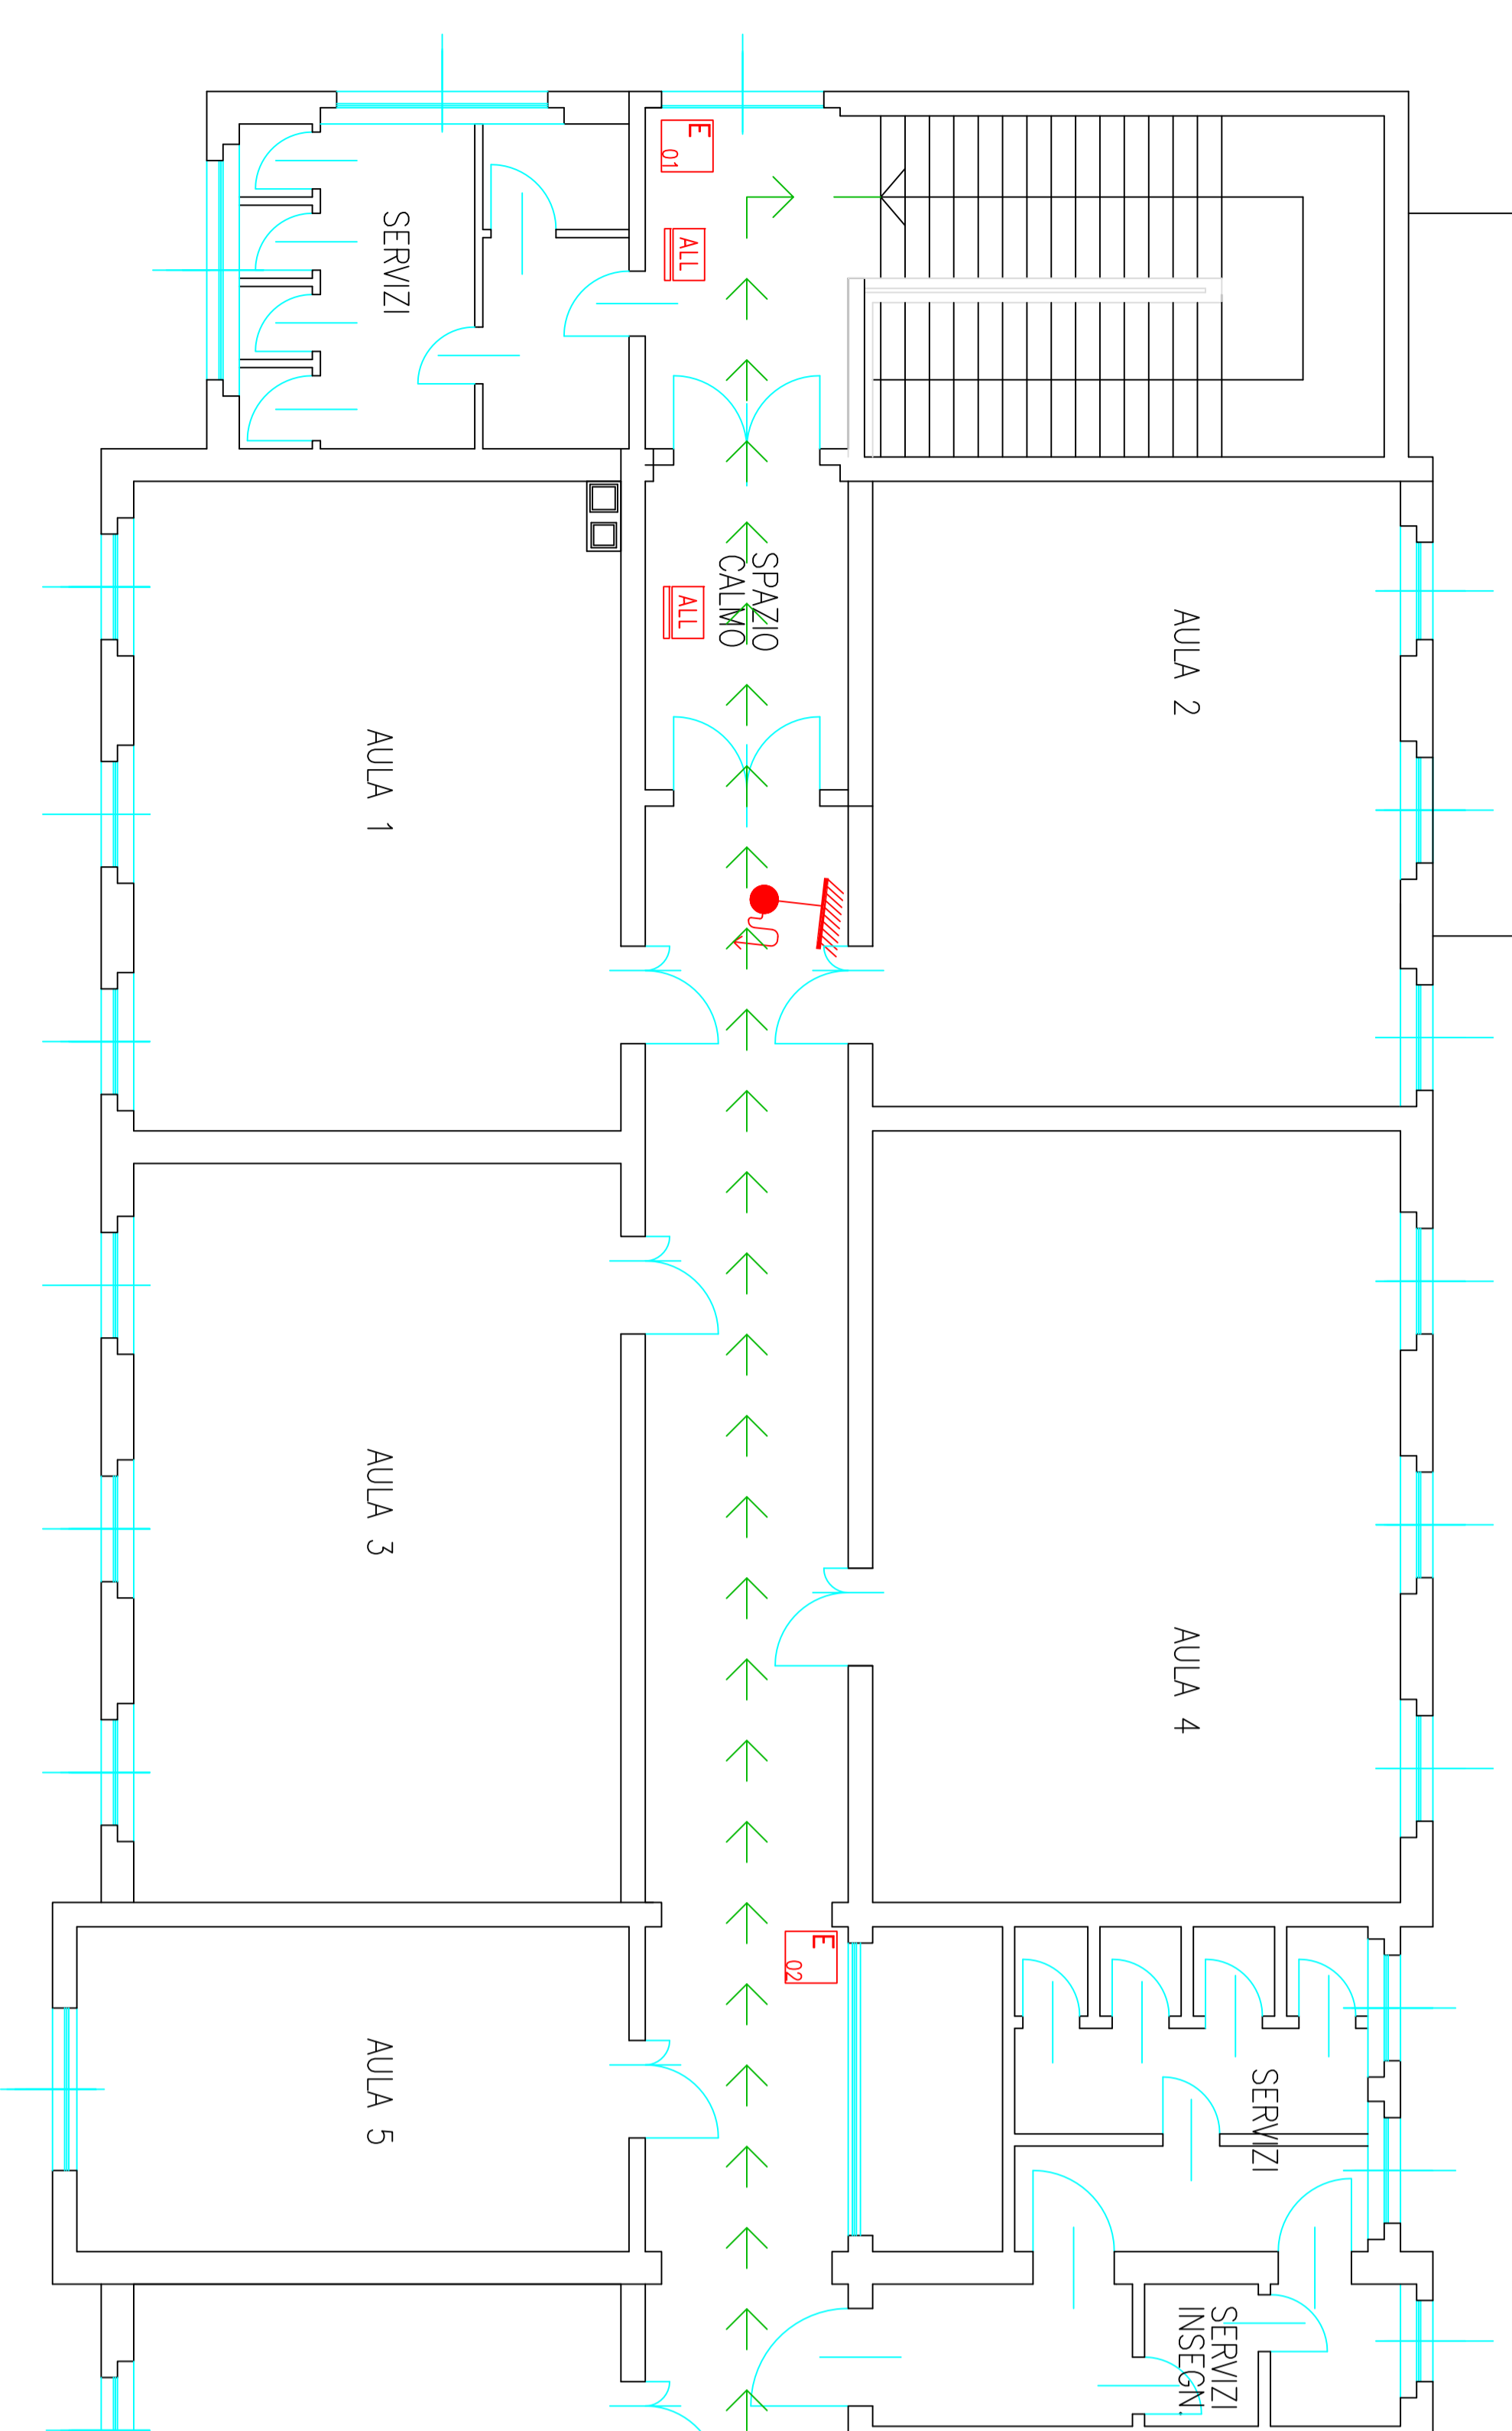 E
01
SERVIZI
ALL
SPAZIO
CALMO
ALL
AULA 2
AULA 1
AULA 3
AULA 4
E
02
AULA 5
SERVIZI
SERVIZI
INSEGN.